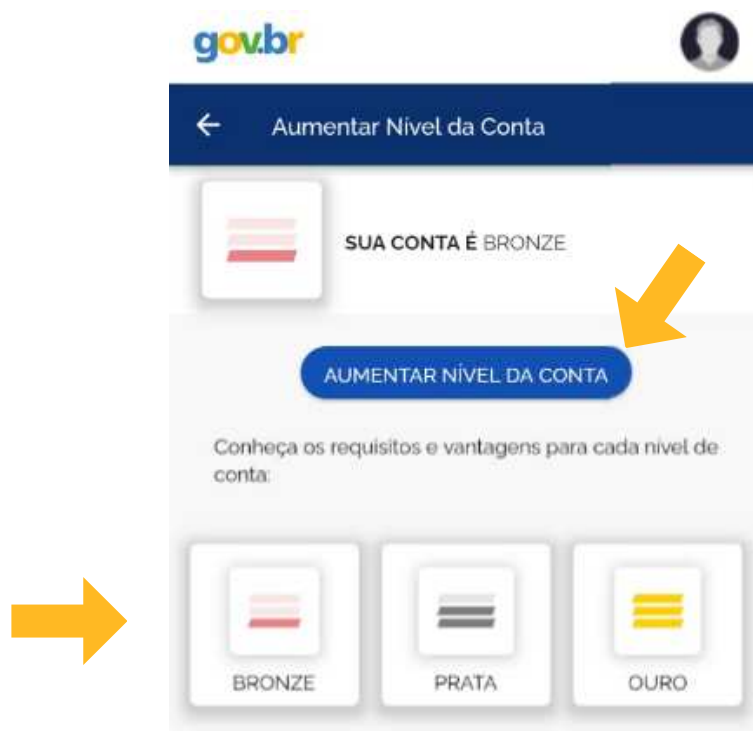 gov.br
Aumentar Nível da Conta
SUA CONTA É BRONZE
AUMENTAR NÍVEL DA CONTA
Conheça os requisitos e vantagens para cada nível de
conta:
BRONZE PRATA OURO